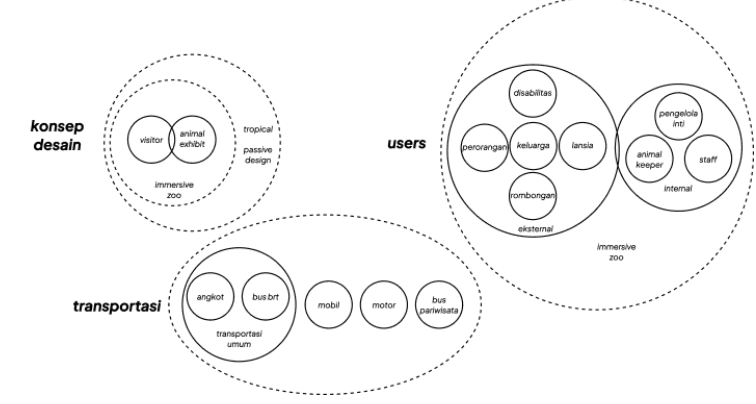 konsep
desain
visitor
animal
exhibit
immersive
zoo
tropical
passive
design
users
disabilitas
perorangan
keluarga
lansia
rombongan
eksternal
pengelola
inti
animal
keeper
staff
internal
immersive
zoo
transportasi
angkot
bus brt
transportasi
umum
mobil
motor
bus
pariwisata